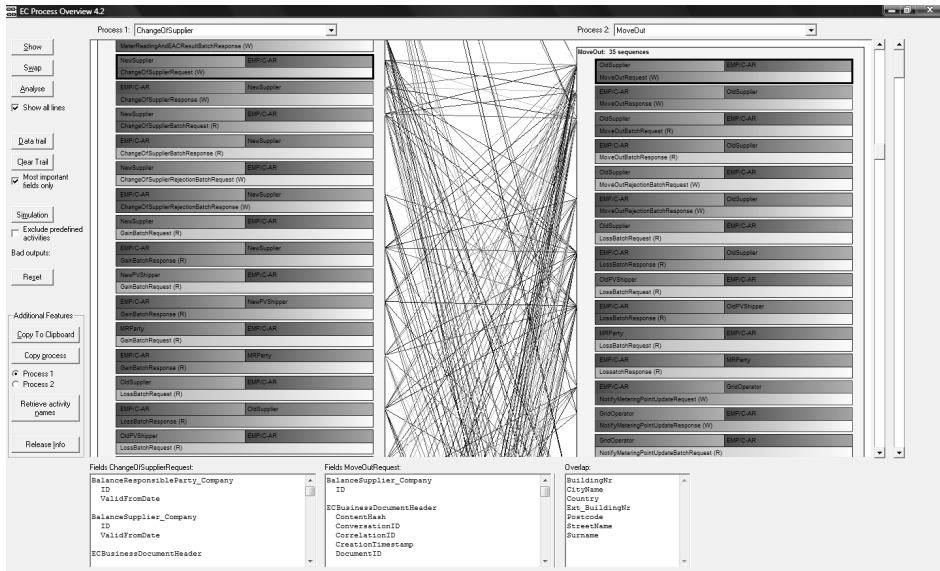 EC Process Overview 4.2
Process 1: ChangeOfSupplier
Process 2: MoveOut
Show
Swap
Analyse
Show all lines
Data trail
Clear Trail
Most important
fields only
Simulation
Exclude predefined
activities
Bad outputs:
Reset
Additional Features
Copy To Clipboard
Copy process
Process 1
Process 2
Retrieve activity
names
Release Info
MeterReadingAndEACResultBatchResponse (W)
NewSupplier EMP/C-AR
ChangeOfSupplierRequest (W)
EMP/C-AR NewSupplier
ChangeOfSupplierResponse (W)
NewSupplier EMP/C-AR
ChangeOfSupplierBatchRequest (R)
EMP/C-AR NewSupplier
ChangeOfSupplierBatchResponse (R)
NewSupplier EMP/C-AR
ChangeOfSupplierRejectionBatchRequest (W)
EMP/C-AR NewSupplier
ChangeOfSupplierRejectionBatchResponse (W)
NewSupplier EMP/C-AR
GainBatchRequest (R)
EMP/C-AR NewSupplier
GainBatchResponse (R)
NewPVShipper EMP/C-AR
GainBatchRequest (R)
EMP/C-AR NewPVShipper
GainBatchResponse (R)
MRParty EMP/C-AR
GainBatchRequest (R)
EMP/C-AR MRParty
GainBatchResponse (R)
OldSupplier EMP/C-AR
LossBatchRequest (R)
EMP/C-AR OldSupplier
LossBatchResponse (R)
OldPVShipper EMP/C-AR
LossBatchRequest (R)
MoveOut: 35 sequences
OldSupplier EMP/C-AR
MoveOutRequest (W)
EMP/C-AR OldSupplier
MoveOutResponse (W)
OldSupplier EMP/C-AR
MoveOutBatchRequest (R)
EMP/C-AR OldSupplier
MoveOutBatchResponse (R)
OldSupplier EMP/C-AR
MoveOutRejectionBatchRequest (W)
EMP/C-AR OldSupplier
MoveOutRejectionBatchResponse (W)
OldSupplier EMP/C-AR
LossBatchRequest (R)
EMP/C-AR OldSupplier
LossBatchResponse (R)
OldPVShipper EMP/C-AR
LossBatchRequest (R)
EMP/C-AR OldPVShipper
LossBatchResponse (R)
MRParty EMP/C-AR
LossBatchRequest (R)
EMP/C-AR MRParty
LossatchResponse (R)
EMP/C-AR GridOperator
NotifyMeteringPointUpdateRequest (W)
GridOperator EMP/C-AR
NotifyMeteringPointUpdateResponse (W)
GridOperator EMP/C-AR
NotifyMeteringPointUpdateBatchRequest (R)
Fields ChangeOfSupplierRequest:
BalanceResponsibleParty_Company
ID
ValidFromDate
BalanceSupplier_Company
ID
ValidFromDate
ECBusinessDocumentHeader
Fields MoveOutRequest:
BalanceSupplier_Company
ID
ECBusinessDocumentHeader
ContentHash
ConversationID
CorrelationID
CreationTimestamp
DocumentID
Overlap:
BuildingNr
CityName
Country
Ext_BuildingNr
Postcode
StreetName
Surname